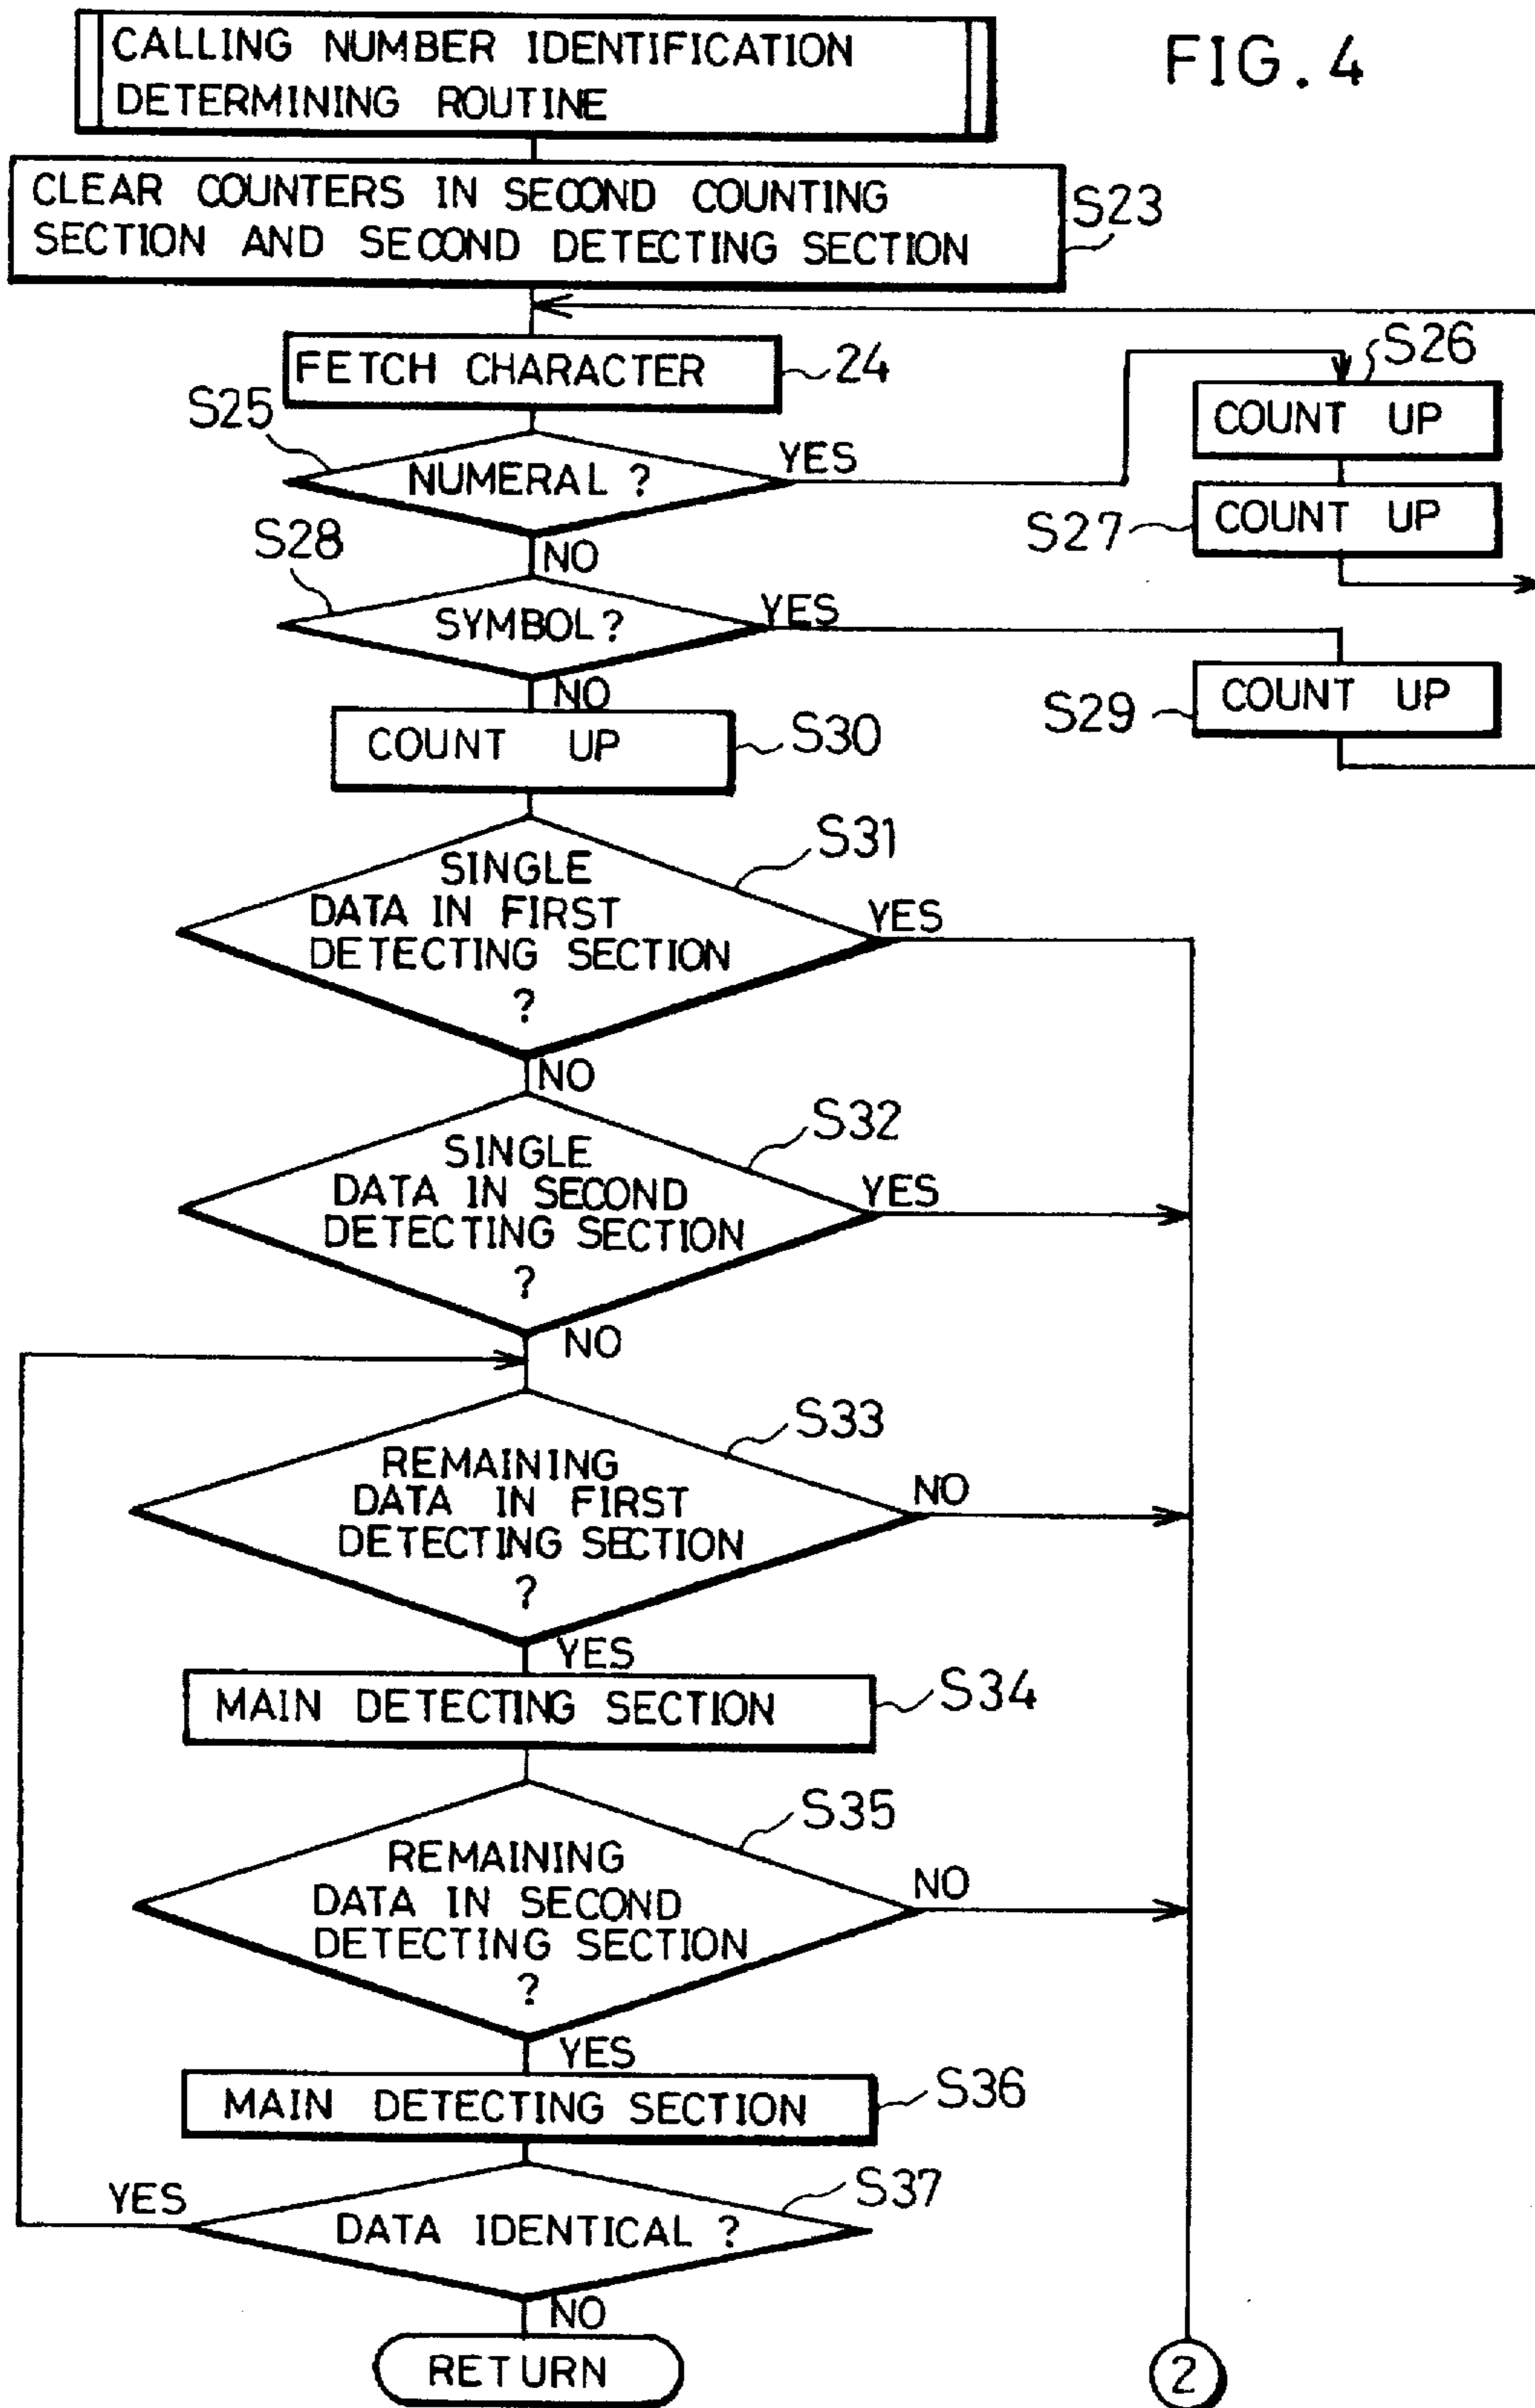 FIG. 4
CALLING NUMBER IDENTIFICATION
DETERMINING ROUTINE
CLEAR COUNTERS IN SECOND COUNTING
SECTION AND SECOND DETECTING SECTION
S23
FETCH CHARACTER
24
S25
NUMERAL ?
YES
S26
COUNT UP
S27
COUNT UP
NO
S28
SYMBOL?
YES
S29
COUNT UP
NO
COUNT UP
S30
SINGLE
DATA IN FIRST
DETECTING SECTION
?
S31
YES
NO
SINGLE
DATA IN SECOND
DETECTING SECTION
?
S32
YES
NO
REMAINING
DATA IN FIRST
DETECTING SECTION
?
S33
NO
YES
MAIN DETECTING SECTION
S34
REMAINING
DATA IN SECOND
DETECTING SECTION
?
S35
NO
YES
MAIN DETECTING SECTION
S36
YES
DATA IDENTICAL ?
S37
NO
RETURN
2